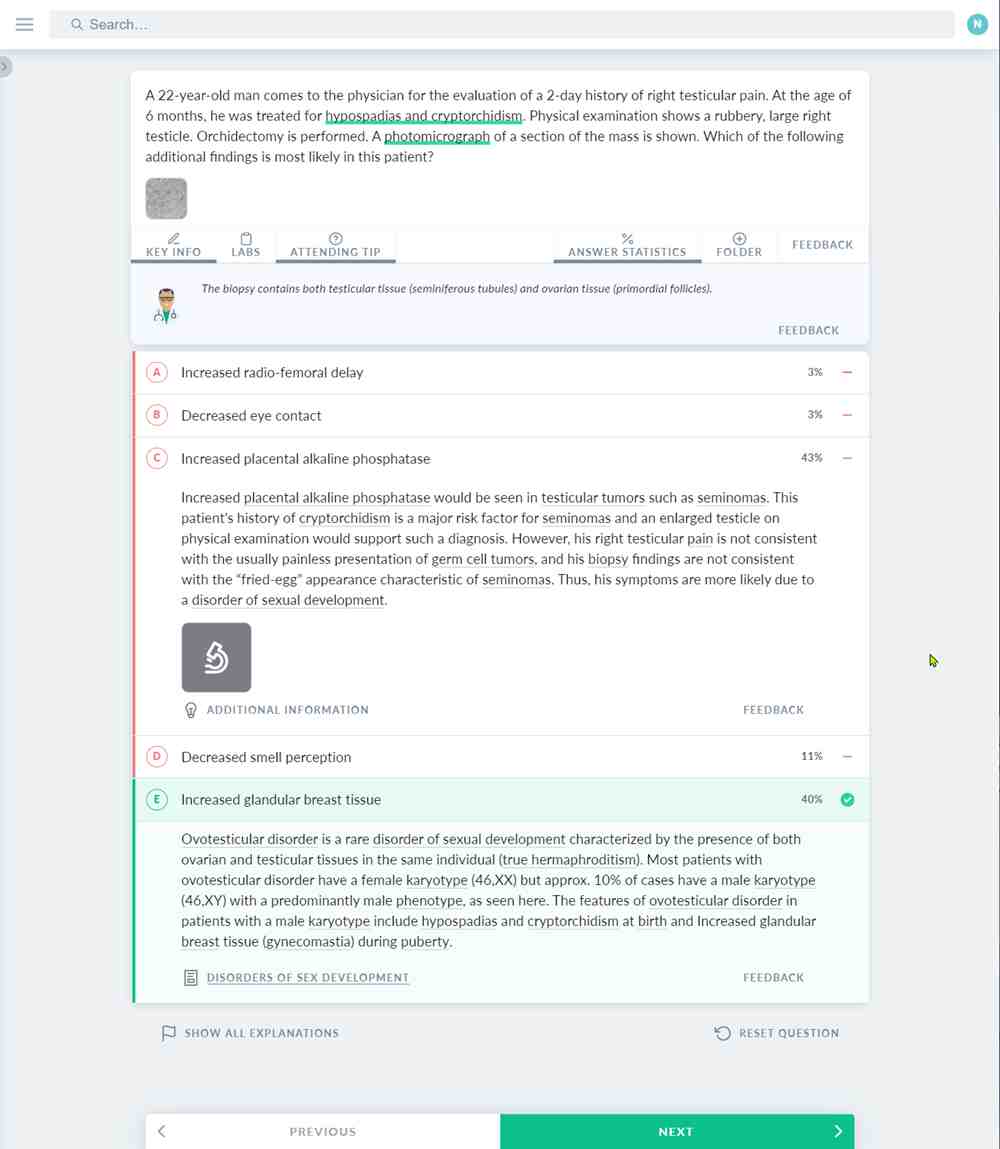 Search...
N
A 22-year-old man comes to the physician for the evaluation of a 2-day history of right testicular pain. At the age of
6 months, he was treated for hypospadias and cryptorchidism. Physical examination shows a rubbery, large right
testicle. Orchidectomy is performed. A photomicrograph of a section of the mass is shown. Which of the following
additional findings is most likely in this patient?
KEY INFO
LABS
ATTENDING TIP
ANSWER STATISTICS
FOLDER
FEEDBACK
The biopsy contains both testicular tissue (seminiferous tubules) and ovarian tissue (primordial follicles).
FEEDBACK
A Increased radio-femoral delay 3%
B Decreased eye contact 3%
C Increased placental alkaline phosphatase 43%
Increased placental alkaline phosphatase would be seen in testicular tumors such as seminomas. This
patient's history of cryptorchidism is a major risk factor for seminomas and an enlarged testicle on
physical examination would support such a diagnosis. However, his right testicular pain is not consistent
with the usually painless presentation of germ cell tumors, and his biopsy findings are not consistent
with the “fried-egg” appearance characteristic of seminomas. Thus, his symptoms are more likely due to
a disorder of sexual development.
ADDITIONAL INFORMATION
FEEDBACK
D Decreased smell perception 11%
E Increased glandular breast tissue 40%
Ovotesticular disorder is a rare disorder of sexual development characterized by the presence of both
ovarian and testicular tissues in the same individual (true hermaphroditism). Most patients with
ovotesticular disorder have a female karyotype (46,XX) but approx. 10% of cases have a male karyotype
(46,XY) with a predominantly male phenotype, as seen here. The features of ovotesticular disorder in
patients with a male karyotype include hypospadias and cryptorchidism at birth and Increased glandular
breast tissue (gynecomastia) during puberty.
DISORDERS OF SEX DEVELOPMENT
FEEDBACK
SHOW ALL EXPLANATIONS
RESET QUESTION
PREVIOUS
NEXT